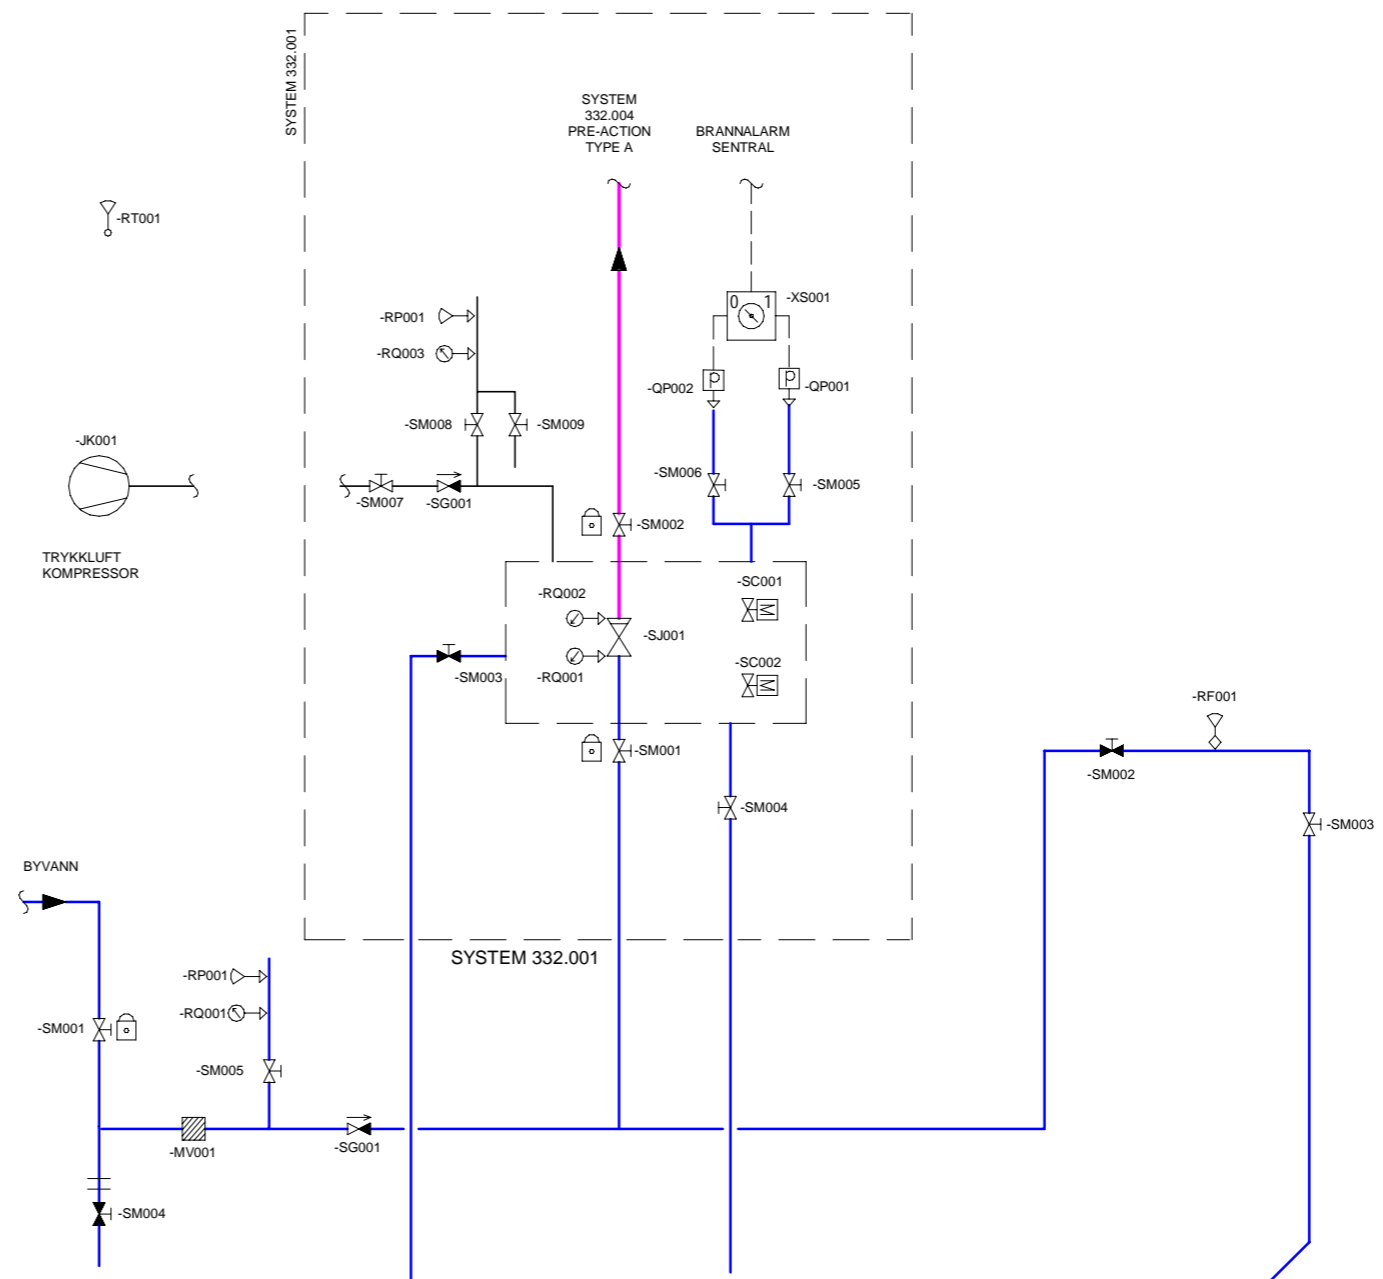 SYSTEM 332.001
SYSTEM
332.004
PRE-ACTION
TYPE A
BRANNALARM
SENTRAL
-RT001
0 1
-XS001
-RP001
-RQ003
P
P
-QP002
-QP001
-SM008
-SM009
-JK001
-SM006
-SM005
-SM007
-SG001
-SM002
TRYKKLUFT
KOMPRESSOR
-RQ002
-SC001
M
-SJ001
-SM003
-RQ001
-SC002
M
-RF001
-SM001
-SM002
-SM004
-SM003
BYVANN
SYSTEM 332.001
-RP001
-RQ001
-SM001
-SM005
-MV001
-SG001
-SM004